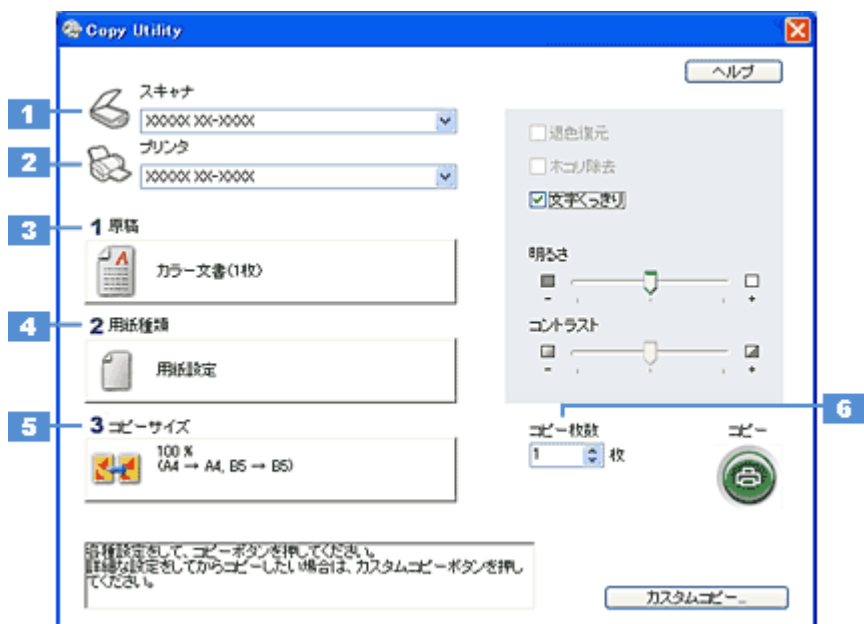 Copy Utility
ヘルプ
1
スキャナ
XXXXX XX-XXXX
2
プリンタ
XXXXX XX-XXXX
退色復元
ホコリ除去
文字くっきり
3
1 原稿
カラー文書(1枚)
明るさ
- +
4
2 用紙種類
用紙設定
コントラスト
- +
5
3 コピーサイズ
100 %
(A4 → A4, B5 → B5)
6
コピー枚数
1 枚
コピー
各種設定をして、コピーボタンを押してください。
詳細な設定をしてからコピーしたい場合は、カスタムコピーボタンを押し
てください。
カスタムコピー...